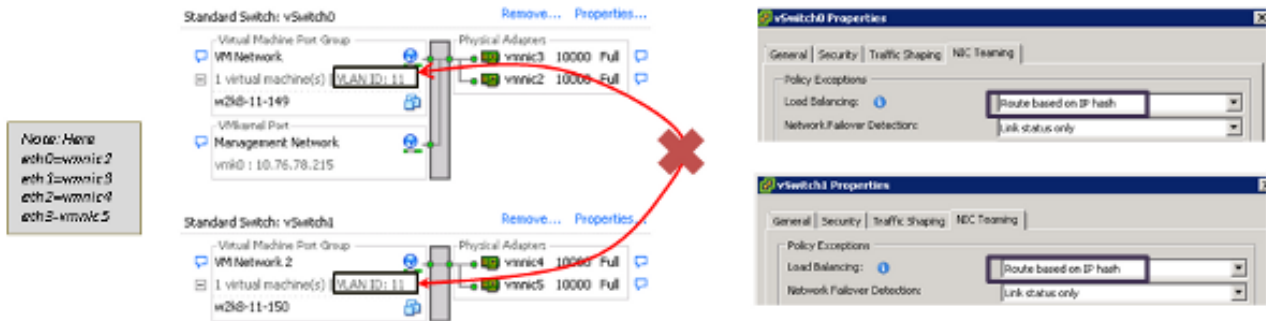 Note: Here
eth0=vmnic2
eth1=vmnic3
eth2=vmnic4
eth3=vmnic5
Standard Switch: vSwitch0
Remove... Properties...
Virtual Machine Port Group
Physical Adapters
VM Network
vmnic3 10000 Full
1 virtual machine(s) | VLAN ID: 11
vmnic2 10000 Full
w2k8-11-149
VMkernel Port
Management Network
vmk0 : 10.76.78.215
Standard Switch: vSwitch1
Remove... Properties...
Virtual Machine Port Group
Physical Adapters
VM Network 2
vmnic4 10000 Full
1 virtual machine(s) | VLAN ID: 11
vmnic5 10000 Full
w2k8-11-150
vSwitch0 Properties
General Security Traffic Shaping NIC Teaming
Policy Exceptions
Load Balancing:
Route based on IP hash
Network Failover Detection:
Link status only
vSwitch1 Properties
General Security Traffic Shaping NIC Teaming
Policy Exceptions
Load Balancing:
Route based on IP hash
Network Failover Detection:
Link status only